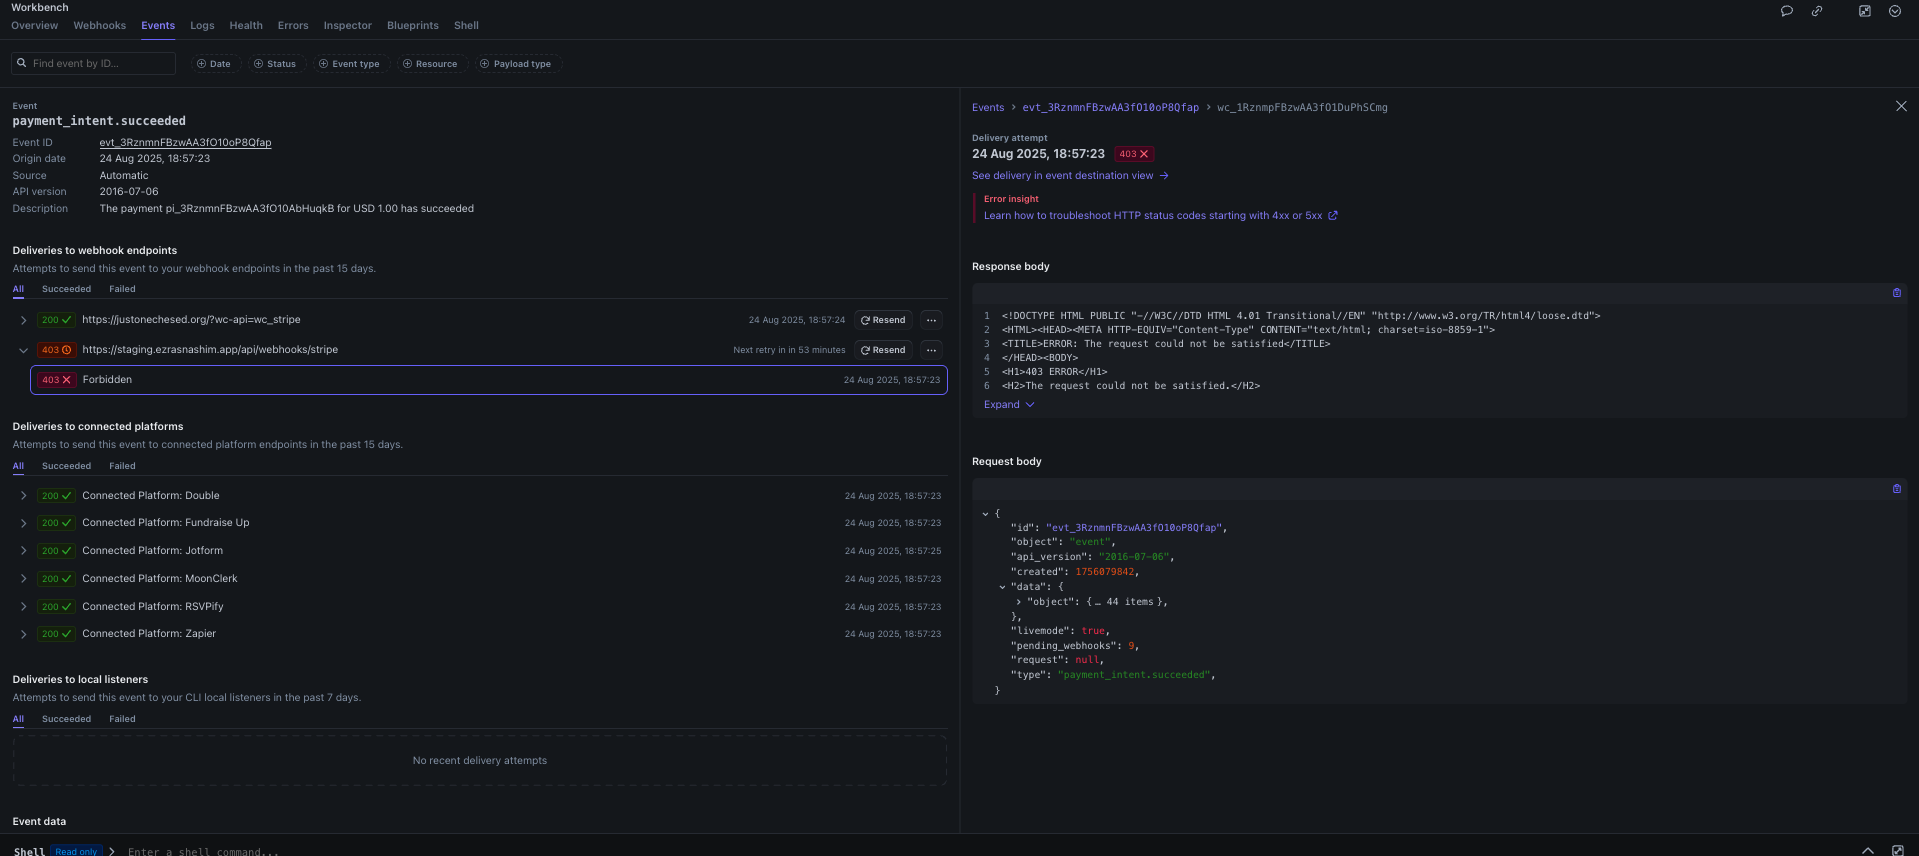 Workbench
Overview Webhooks Events Logs Health Errors Inspector Blueprints Shell
Find event by ID... Date Status Event type Resource Payload type
Event
payment_intent.succeeded
Event ID evt_3RznmnFBzwAA3fO10oP8Qfap
Origin date 24 Aug 2025, 18:57:23
Source Automatic
API version 2016-07-06
Description The payment pi_3RznmnFBzwAA3fO10AbHuqkB for USD 1.00 has succeeded
Deliveries to webhook endpoints
Attempts to send this event to your webhook endpoints in the past 15 days.
All Succeeded Failed
200 https://justonechesed.org/?wc-api=wc_stripe 24 Aug 2025, 18:57:24 Resend ...
403 https://staging.ezrasnashim.app/api/webhooks/stripe Next retry in in 53 minutes Resend ...
403 Forbidden 24 Aug 2025, 18:57:23
Deliveries to connected platforms
Attempts to send this event to connected platform endpoints in the past 15 days.
All Succeeded Failed
200 Connected Platform: Double 24 Aug 2025, 18:57:23
200 Connected Platform: Fundraise Up 24 Aug 2025, 18:57:23
200 Connected Platform: Jotform 24 Aug 2025, 18:57:25
200 Connected Platform: MoonClerk 24 Aug 2025, 18:57:23
200 Connected Platform: RSVPify 24 Aug 2025, 18:57:23
200 Connected Platform: Zapier 24 Aug 2025, 18:57:23
Deliveries to local listeners
Attempts to send this event to your CLI local listeners in the past 7 days.
All Succeeded Failed
No recent delivery attempts
Event data
Events > evt_3RznmnFBzwAA3fO10oP8Qfap > wc_1RznmpFBzwAA3fO1DuPhSCmg
Delivery attempt
24 Aug 2025, 18:57:23 403
See delivery in event destination view →
Error insight
Learn how to troubleshoot HTTP status codes starting with 4xx or 5xx
Response body
1 <!DOCTYPE HTML PUBLIC "-//W3C//DTD HTML 4.01 Transitional//EN" "http://www.w3.org/TR/html4/loose.dtd">
2 <HTML><HEAD><META HTTP-EQUIV="Content-Type" CONTENT="text/html; charset=iso-8859-1">
3 <TITLE>ERROR: The request could not be satisfied</TITLE>
4 </HEAD><BODY>
5 <H1>403 ERROR</H1>
6 <H2>The request could not be satisfied.</H2>
Expand
Request body
{
"id": "evt_3RznmnFBzwAA3fO10oP8Qfap",
"object": "event",
"api_version": "2016-07-06",
"created": 1756079842,
"data": {
"object": {… 44 items },
},
"livemode": true,
"pending_webhooks": 9,
"request": null,
"type": "payment_intent.succeeded",
}
Shell Read only > Enter a shell command...